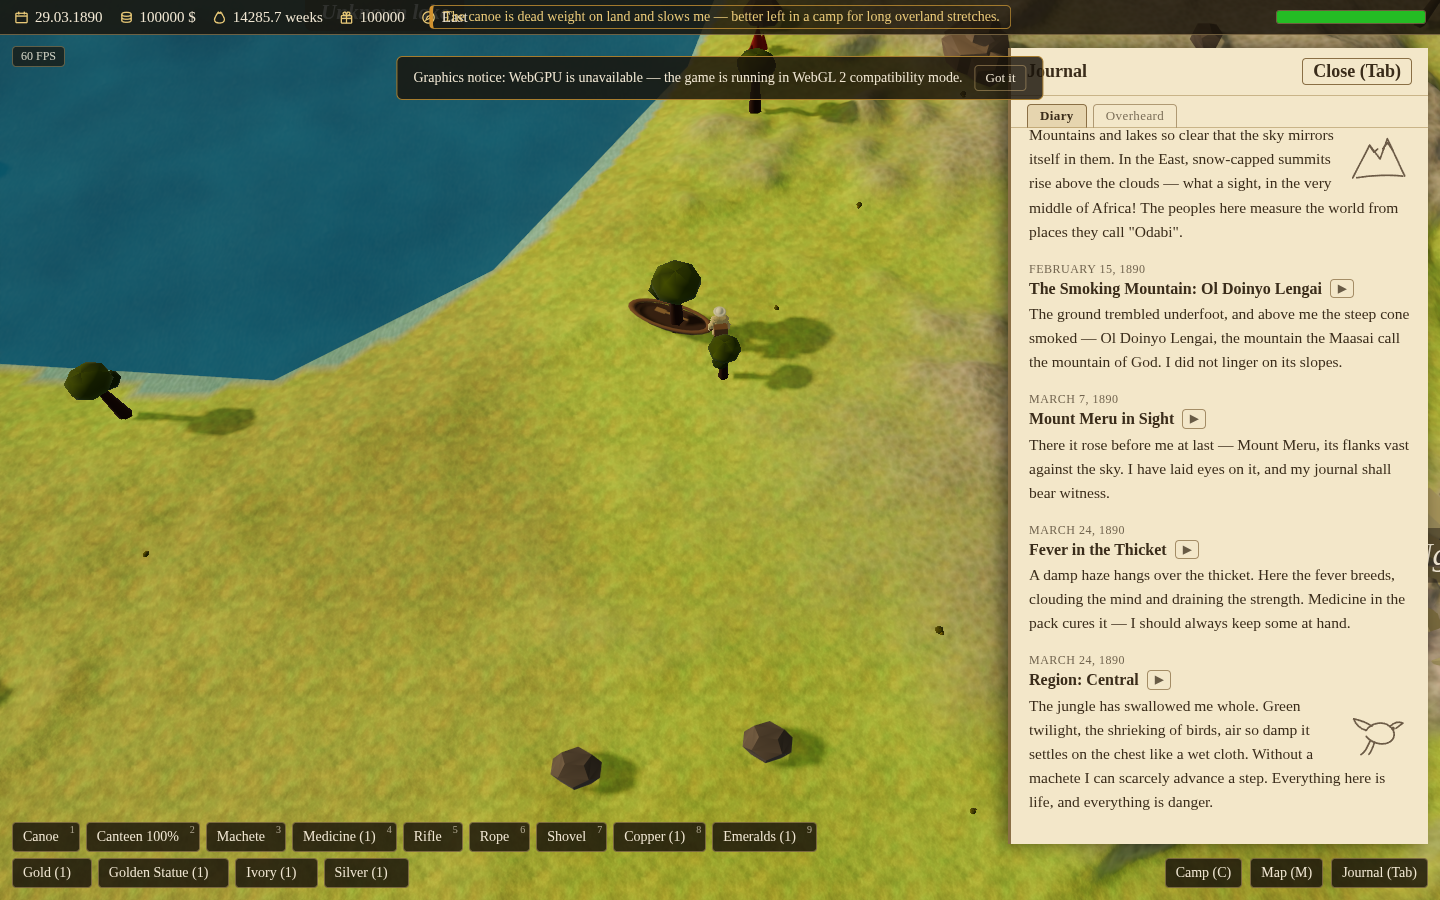 29.03.1890 100000 $ 14285.7 weeks 100000 East
The canoe is dead weight on land and slows me — better left in a camp for long overland stretches.
60 FPS
Graphics notice: WebGPU is unavailable — the game is running in WebGL 2 compatibility mode. Got it
Journal Close (Tab)
Diary Overheard
Mountains and lakes so clear that the sky mirrors
itself in them. In the East, snow-capped summits
rise above the clouds — what a sight, in the very
middle of Africa! The peoples here measure the world from
places they call "Odabi".
FEBRUARY 15, 1890
The Smoking Mountain: Ol Doinyo Lengai
The ground trembled underfoot, and above me the steep cone
smoked — Ol Doinyo Lengai, the mountain the Maasai call
the mountain of God. I did not linger on its slopes.
MARCH 7, 1890
Mount Meru in Sight
There it rose before me at last — Mount Meru, its flanks vast
against the sky. I have laid eyes on it, and my journal shall
bear witness.
MARCH 24, 1890
Fever in the Thicket
A damp haze hangs over the thicket. Here the fever breeds,
clouding the mind and draining the strength. Medicine in the
pack cures it — I should always keep some at hand.
MARCH 24, 1890
Region: Central
The jungle has swallowed me whole. Green
twilight, the shrieking of birds, air so damp it
settles on the chest like a wet cloth. Without a
machete I can scarcely advance a step. Everything here is
life, and everything is danger.
Canoe 1 Canteen 100% 2 Machete 3 Medicine (1) 4 Rifle 5 Rope 6 Shovel 7 Copper (1) 8 Emeralds (1) 9
Gold (1) Golden Statue (1) Ivory (1) Silver (1)
Camp (C) Map (M) Journal (Tab)